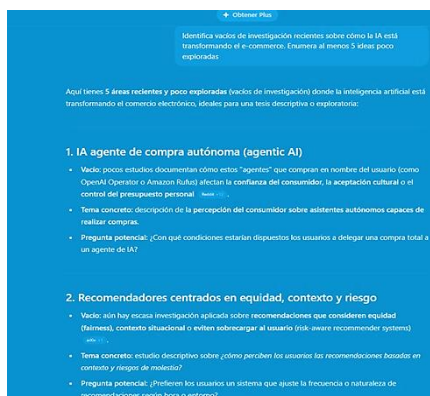 + Obtener Plus
Identifica vacíos de investigación recientes sobre cómo la IA está
transformando el e-commerce. Enumera al menos 5 ideas poco
exploradas
Aquí tienes 5 áreas recientes y poco exploradas (vacíos de investigación) donde la inteligencia artificial está
transformando el comercio electrónico, ideales para una tesis descriptiva o exploratoria:
1. IA agente de compra autónoma (agentic AI)
• Vacío: pocos estudios documentan cómo estos "agentes" que compran en nombre del usuario (como
OpenAI Operator o Amazon Rufus) afectan la confianza del consumidor, la aceptación cultural o el
control del presupuesto personal .
• Tema concreto: descripción de la percepción del consumidor sobre asistentes autónomos capaces de
realizar compras.
• Pregunta potencial: ¿Con qué condiciones estarían dispuestos los usuarios a delegar una compra total a
un agente de IA?
2. Recomendadores centrados en equidad, contexto y riesgo
• Vacío: aún hay escasa investigación aplicada sobre recomendaciones que consideren equidad
(fairness), contexto situacional o eviten sobrecargar al usuario (risk-aware recommender systems)
.
• Tema concreto: estudio descriptivo sobre ¿cómo perciben los usuarios las recomendaciones basadas en
contexto y riesgos de molestia?
• Pregunta potencial: ¿Prefieren los usuarios un sistema que ajuste la frecuencia o naturaleza de
recomendaciones según hora o entorno?